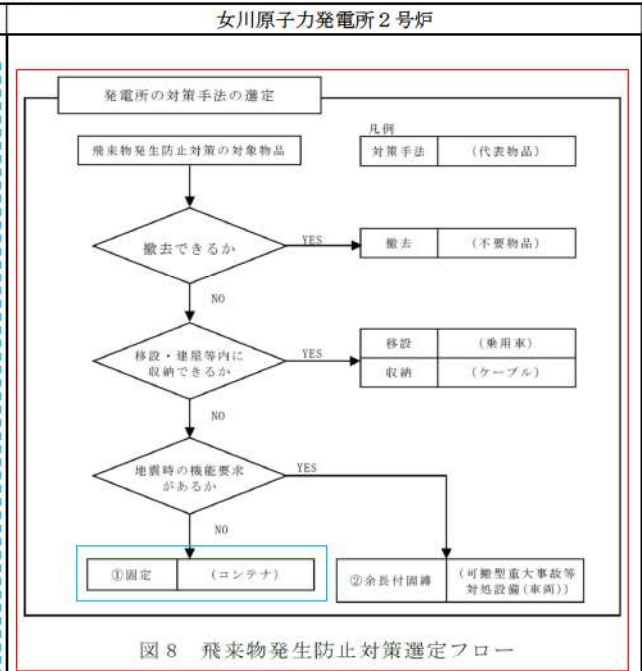 女川原子力発電所2号炉
発電所の対策手法の選定
凡例
飛来物発生防止対策の対象物品
対策手法 (代表物品)
撤去できるか
YES
撤去 (不要物品)
NO
移設・建屋等内に
収納できるか
YES
移設 (乗用車)
収納 (ケーブル)
NO
地震時の機能要求
があるか
YES
NO
①固定 (コンテナ)
②余長付固縛 (可搬型重大事故等
対処設備(車両))
図8 飛来物発生防止対策選定フロー